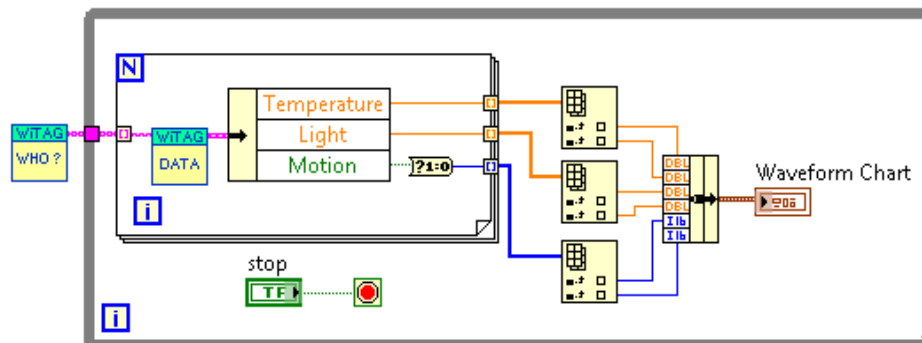 N
WiTAG
WHO ?
WiTAG
DATA
Temperature
Light
Motion
?1:0
i
DBL
DBL
DBL
DBL
I16
I16
Waveform Chart
stop
TF
i